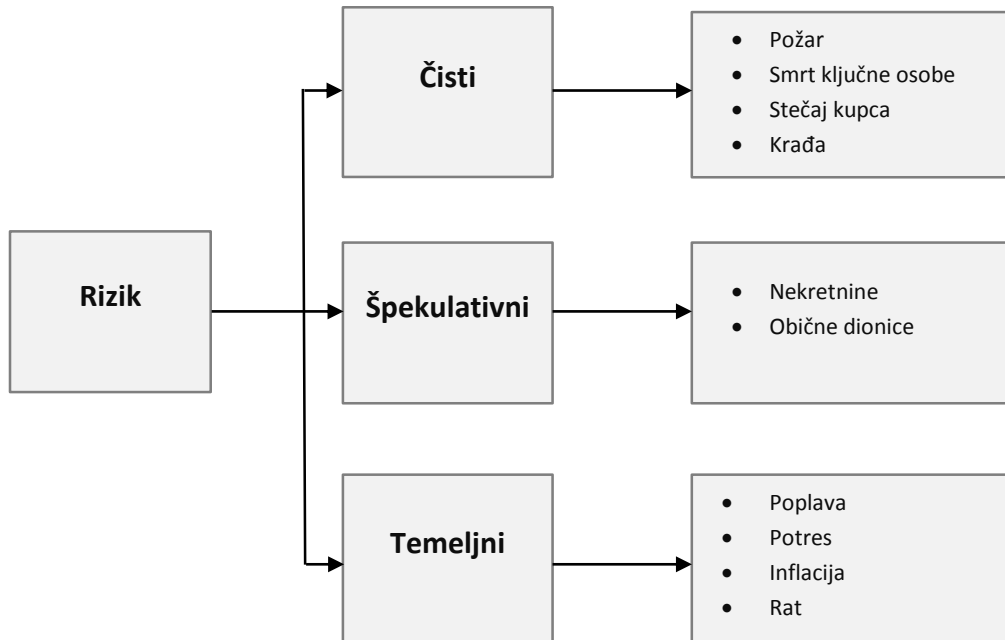 Rizik
Čisti
• Požar
• Smrt ključne osobe
• Stečaj kupca
• Krađa
Špekulativni
• Nekretnine
• Obične dionice
Temeljni
• Poplava
• Potres
• Inflacija
• Rat